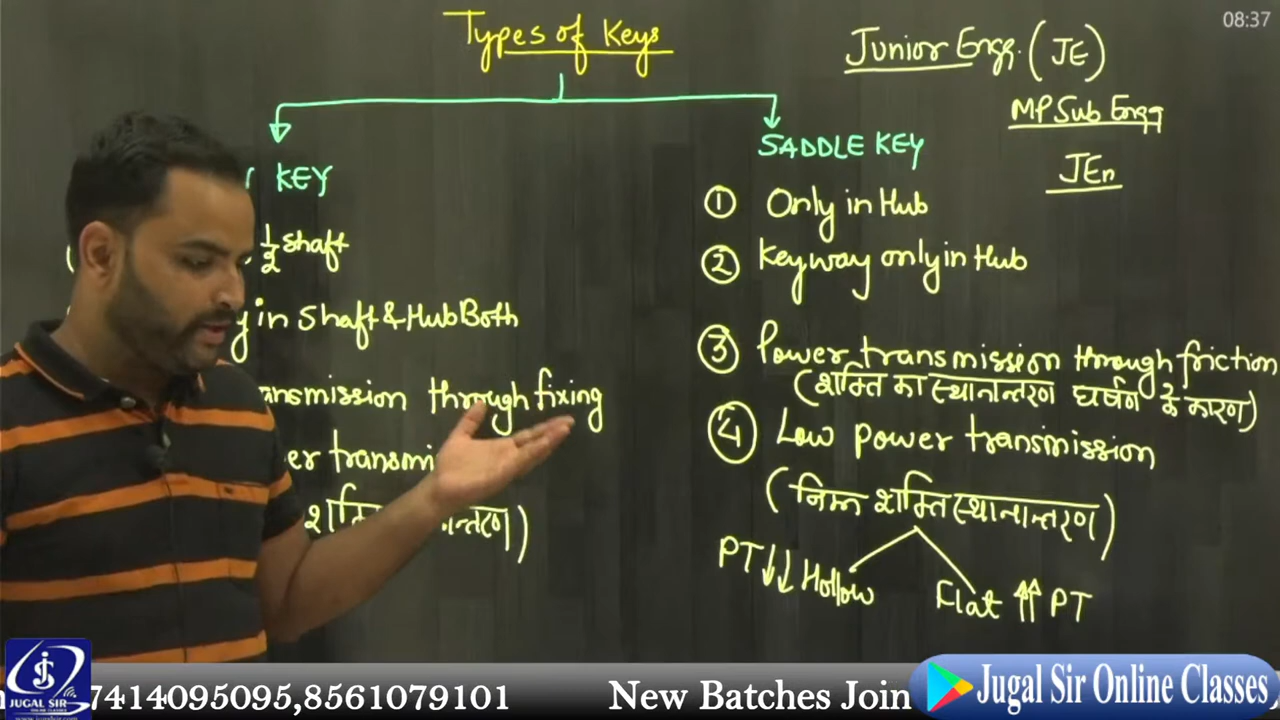 08:37
Types of Keys
Junior Engg. (JE)
MP Sub Engg
JEn
KEY
1/2 shaft
in shaft & Hub Both
through fixing
SADDLE KEY
① Only in Hub
② Keyway only in Hub
③ Power transmission through friction
(शक्ति का स्थानान्तरण घर्षण के कारण)
④ Low power transmission
(निम्न शक्ति स्थानान्तरण)
PT↓↓ Hollow
Flat ↑↑ PT
JUGAL SIR
7414095095,8561079101 New Batches Join
Jugal Sir Online Classes